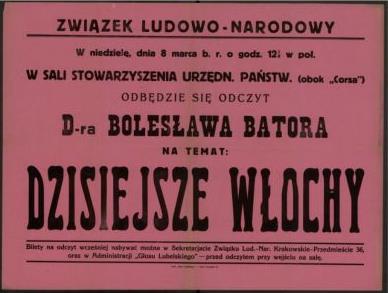 ZWIĄZEK LUDOWO-NARODOWY
W niedzielę, dnia 8 marca b. r. o godz. 12½ w poł.
W SALI STOWARZYSZENIA URZĘDN. PAŃSTW. (obok „Corsa”)
ODBĘDZIE SIĘ ODCZYT
D-ra BOLESŁAWA BATORA
NA TEMAT:
DZISIEJSZE WŁOCHY
Bilety na odczyt wcześniej nabywać można w Sekretarjacie Związku Lud.-Nar. Krakowskie-Przedmieście 36,
oraz w Administracji „Głosu Lubelskiego” — przed odczytem przy wejściu na salę.